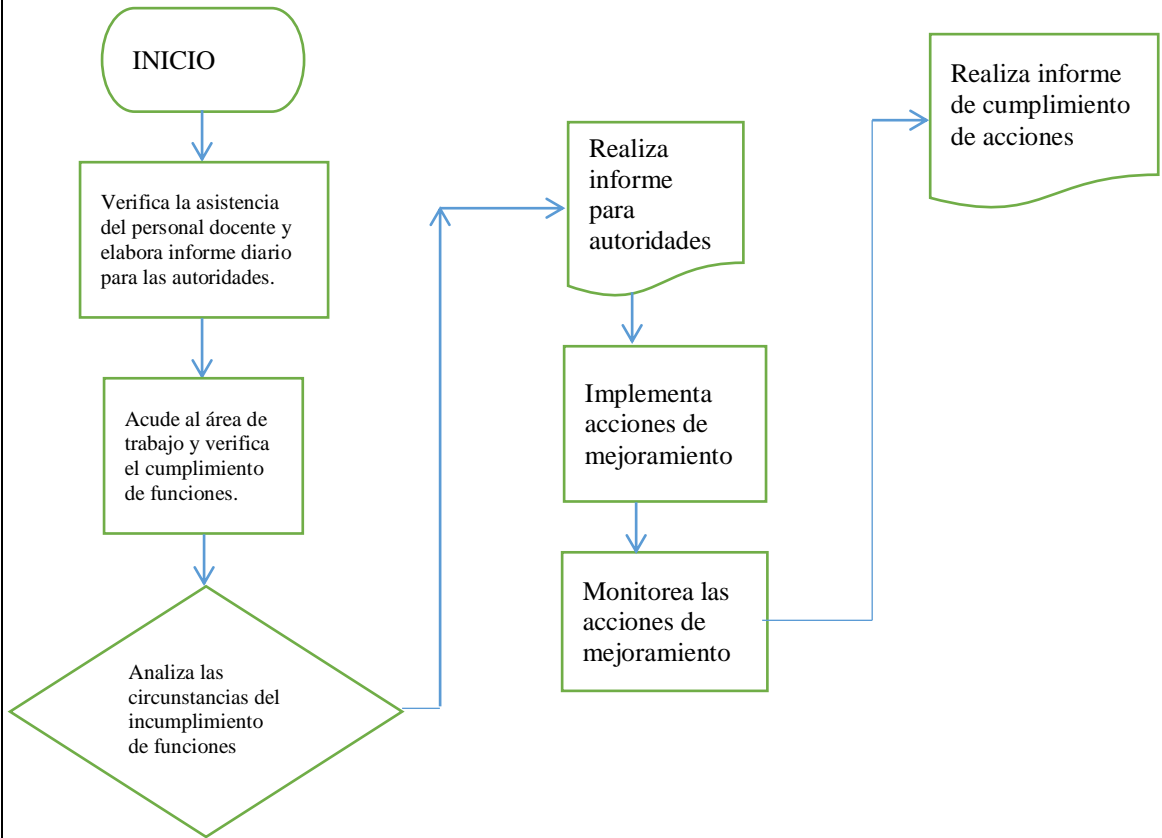 INICIO
Verifica la asistencia
del personal docente y
elabora informe diario
para las autoridades.
Acude al área de
trabajo y verifica
el cumplimiento
de funciones.
Analiza las
circunstancias del
incumplimiento
de funciones
Realiza
informe
para
autoridades
Implementa
acciones de
mejoramiento
Monitorea las
acciones de
mejoramiento
Realiza informe
de cumplimiento
de acciones